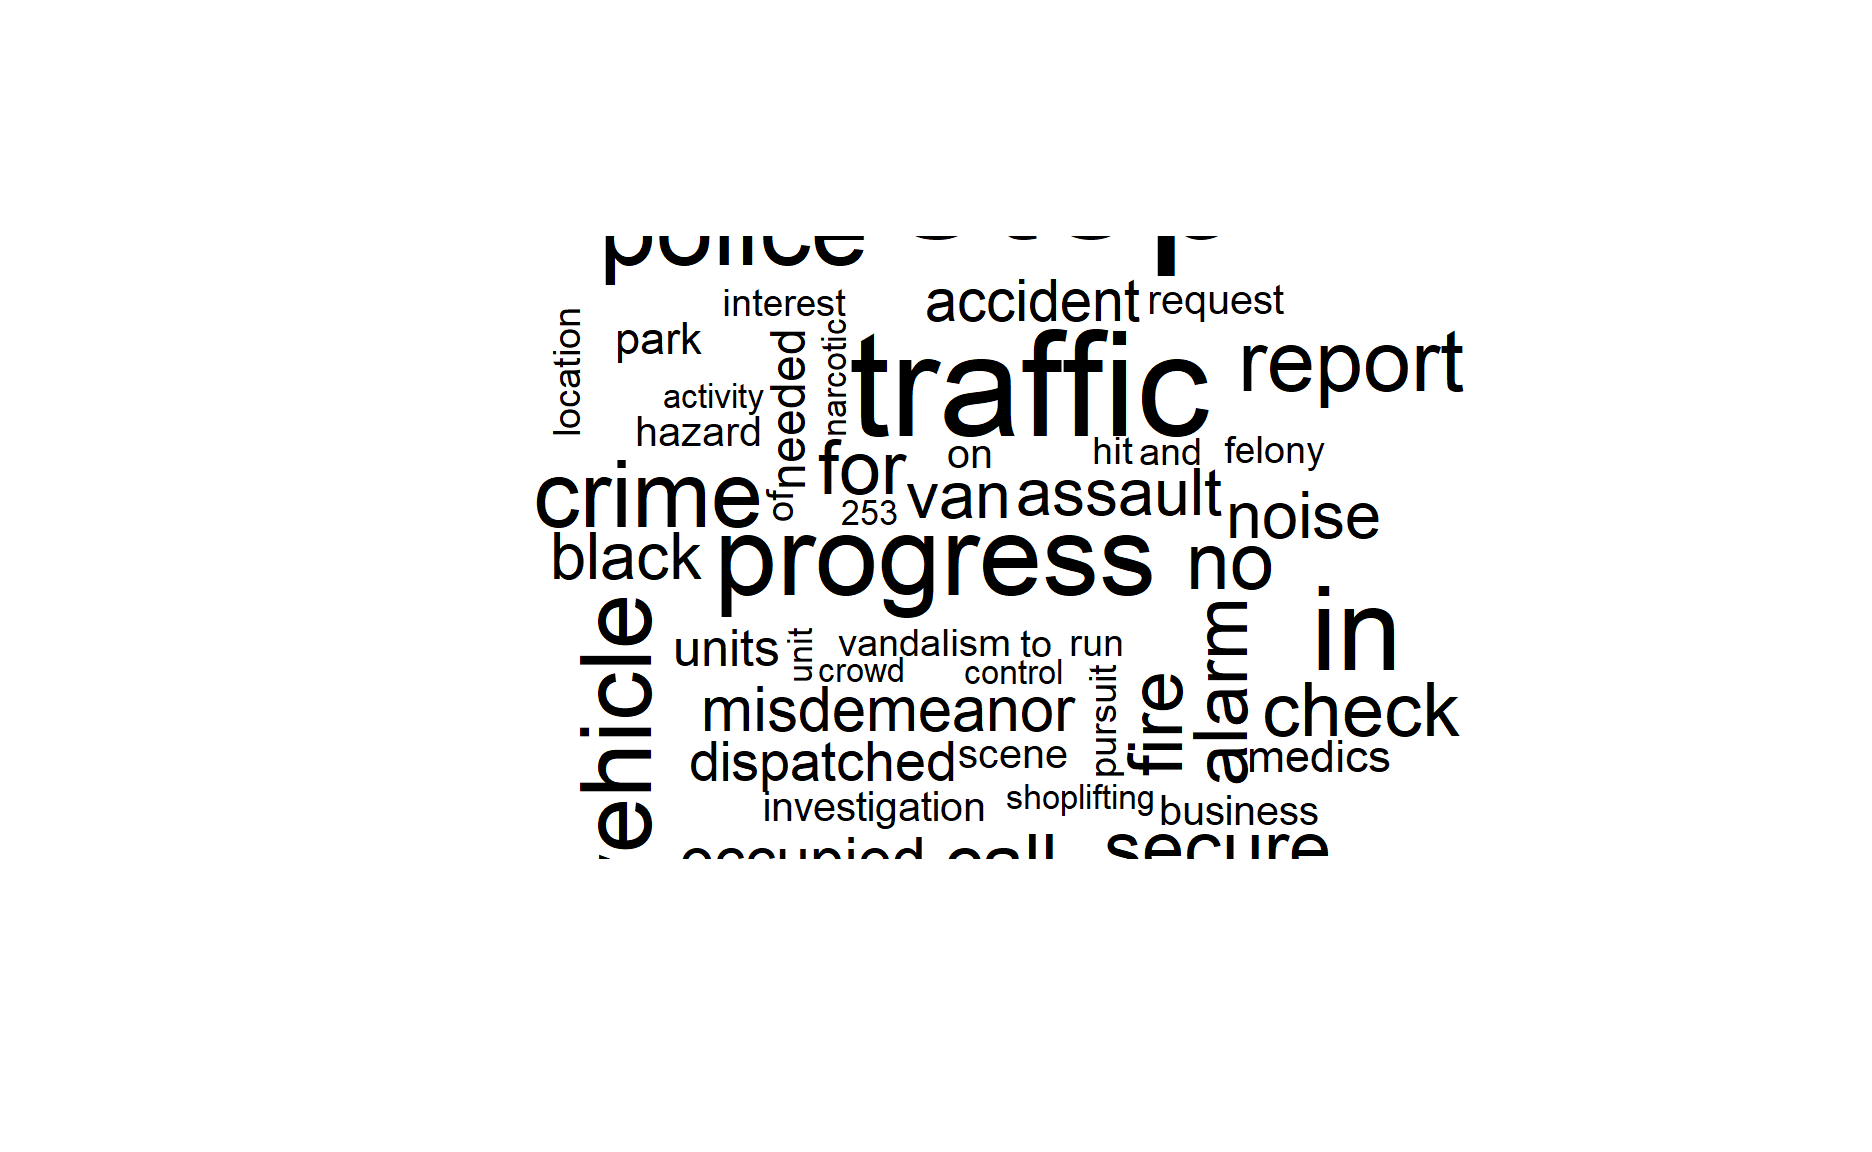 police stop
interest accident request
location park needed narcotic traffic report
activity
hazard
for on hit and felony
crime of 253 van assault noise
black progress no
vehicle units unit vandalism to run alarm in
crowd control
misdemeanor pursuit fire check
dispatched scene medics
investigation shoplifting business
occupied call secure